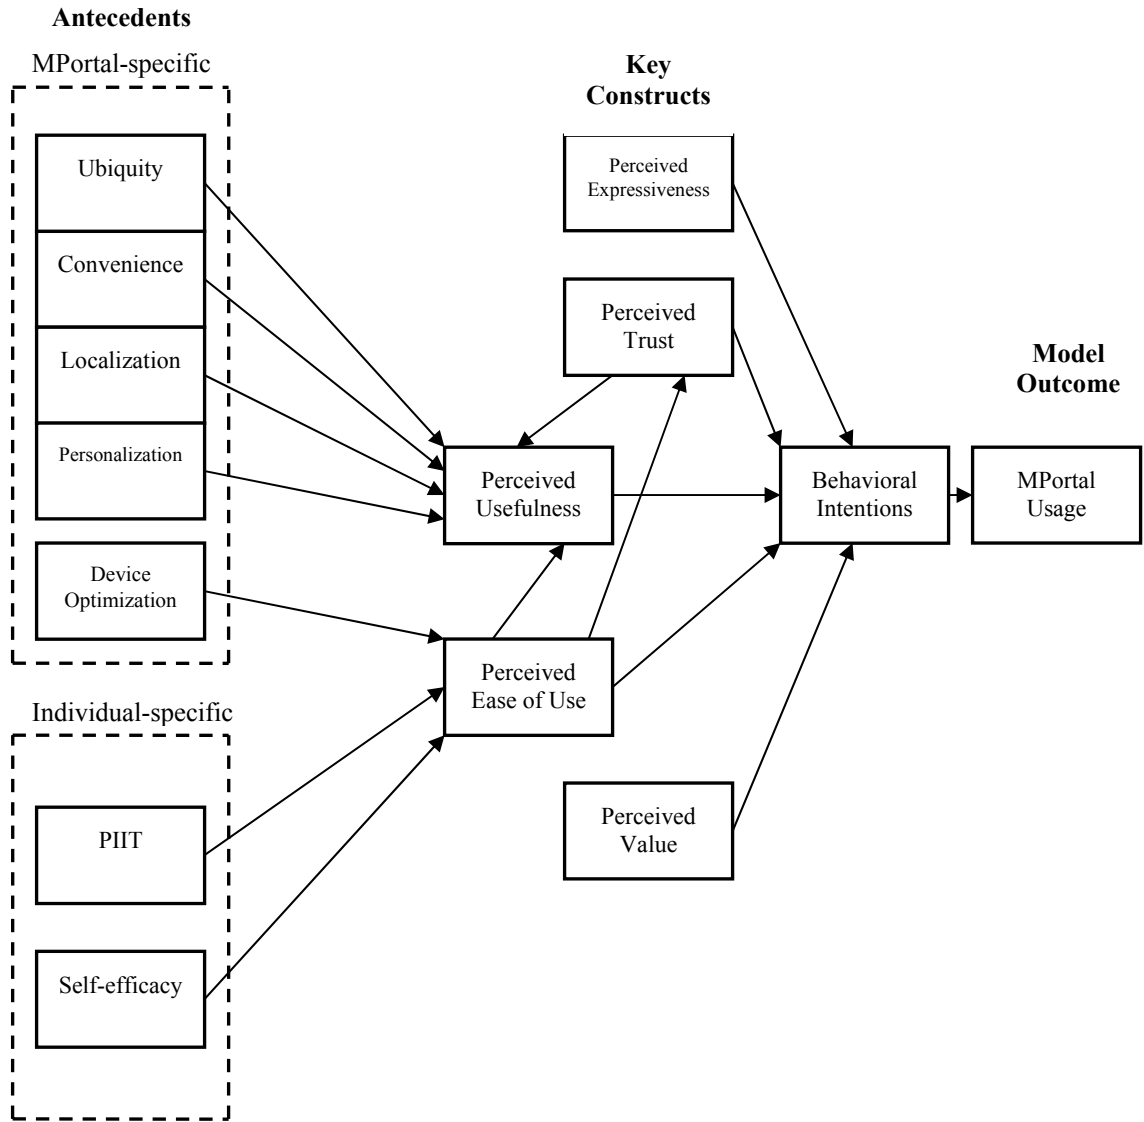 Antecedents
MPortal-specific
Ubiquity
Convenience
Localization
Personalization
Device
Optimization
Individual-specific
PIIT
Self-efficacy
Key
Constructs
Perceived
Expressiveness
Perceived
Trust
Perceived
Usefulness
Perceived
Ease of Use
Perceived
Value
Behavioral
Intentions
Model
Outcome
MPortal
Usage